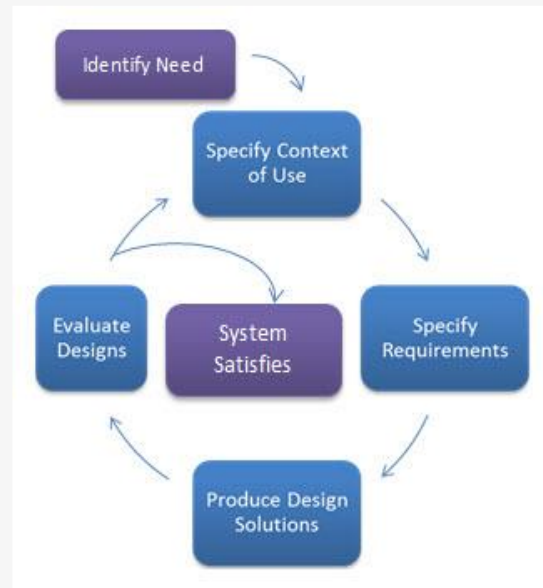 Identify Need
Specify Context
of Use
Specify
Requirements
Produce Design
Solutions
Evaluate
Designs
System
Satisfies